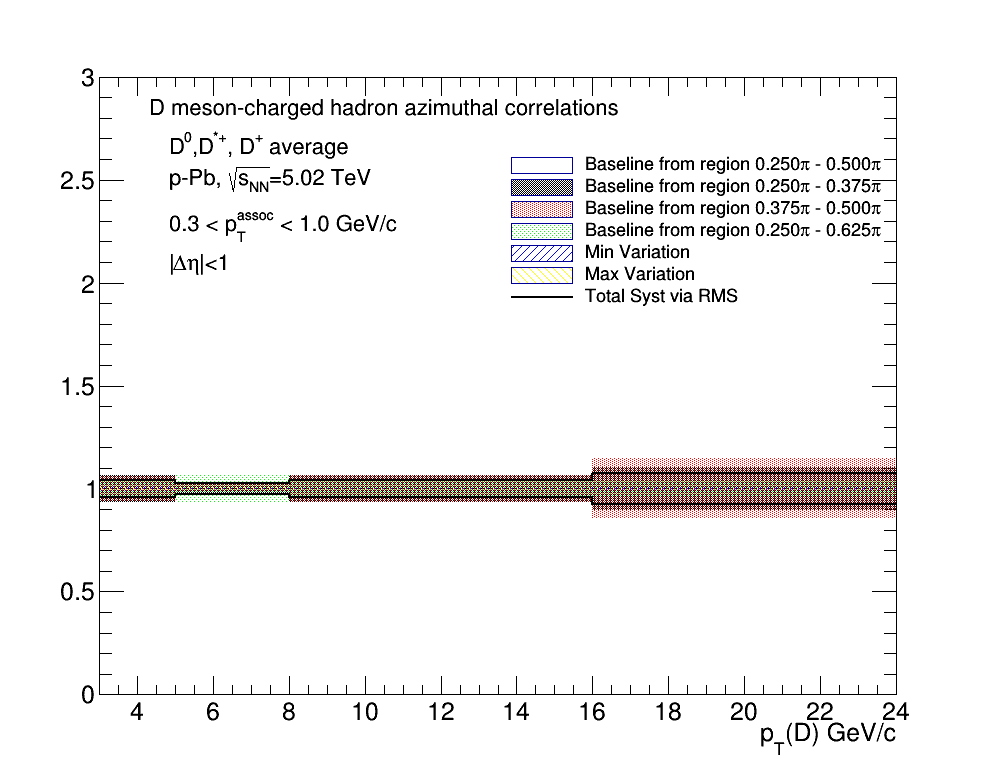 D meson-charged hadron azimuthal correlations
D⁰,D*⁺, D⁺ average
p-Pb, √s_NN=5.02 TeV
0.3 < p_T^assoc < 1.0 GeV/c
|Δη|<1
Baseline from region 0.250π - 0.500π
Baseline from region 0.250π - 0.375π
Baseline from region 0.375π - 0.500π
Baseline from region 0.250π - 0.625π
Min Variation
Max Variation
Total Syst via RMS
3
2.5
2
1.5
1
0.5
0
4 6 8 10 12 14 16 18 20 22 24
p_T(D) GeV/c